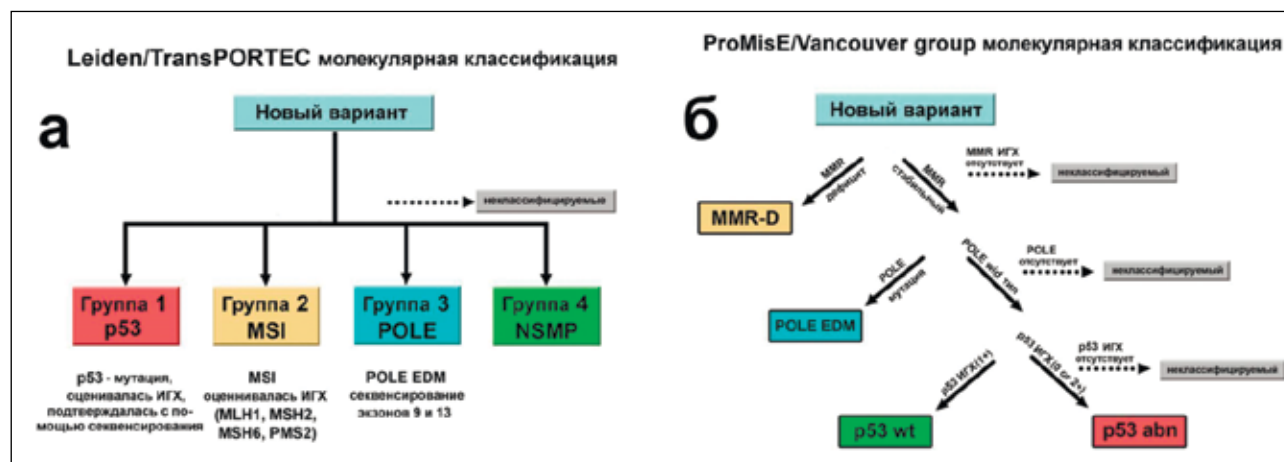 Leiden/TransPORTEC молекулярная классификация
а
Новый вариант
неклассифицируемые
Группа 1
p53
Группа 2
MSI
Группа 3
POLE
Группа 4
NSMP
p53 - мутация,
оценивалась ИГХ,
подтверждалась с по-
мощью секвенирования
MSI
оценнивалась ИГХ
(MLH1, MSH2,
MSH6, PMS2)
POLE EDM
секвенсирование
экзонов 9 и 13
ProMisE/Vancouver group молекулярная классификация
б
Новый вариант
MMR
дефицит
MMR
стабильный
MMR ИГХ
отсутствует
неклассифицируемый
MMR-D
POLE
мутация
POLE wid тип
POLE
отсутствует
неклассифицируемый
POLE EDM
p53 ИГХ(1+)
p53 ИГХ(0 or 2+)
p53 ИГХ
отсутствует
неклассифицируемый
p53 wt
p53 abn